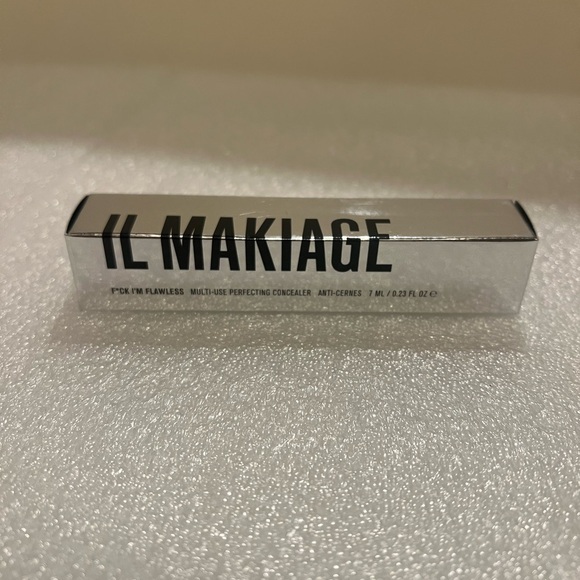 IL MAKIAGE
F*CK I'M FLAWLESS MULTI-USE PERFECTING CONCEALER ANTI-CERNES 7 ML / 0.23 FL OZ ℮